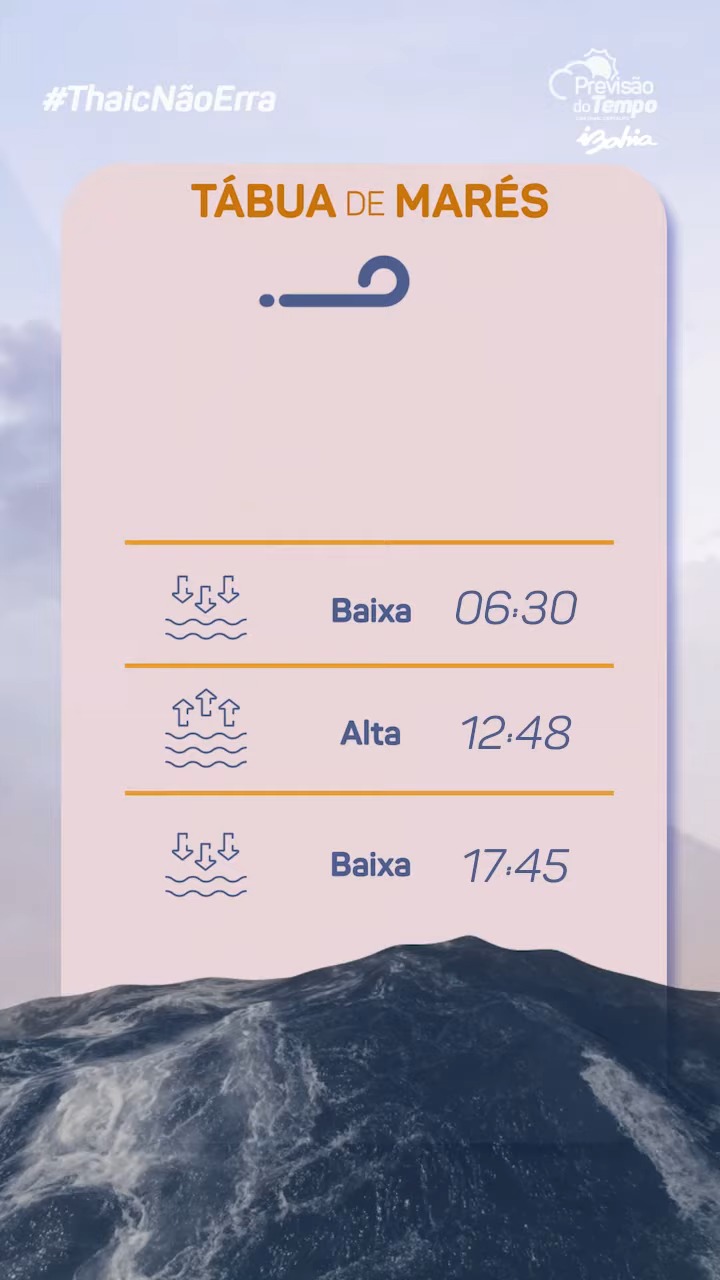 #ThaicNãoErra
Previsão
do Tempo
iBahia
TÁBUA DE MARÉS
Baixa 06:30
Alta 12:48
Baixa 17:45